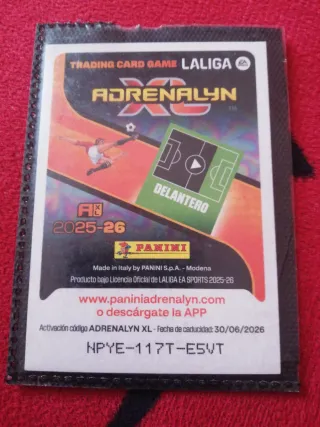 TRADING CARD GAME LALIGA
ADRENALYN
XL
DELANTERO
AXL
2025-26
PANINI
Made in Italy by PANINI S.p.A. - Modena
Producto bajo Licencia Oficial de LALIGA EA SPORTS 2025-26
www.paniniadrenalyn.com
o descárgate la APP
Activación código ADRENALYN XL - Fecha de caducidad: 30/06/2026
NPYE-117T-E5VT